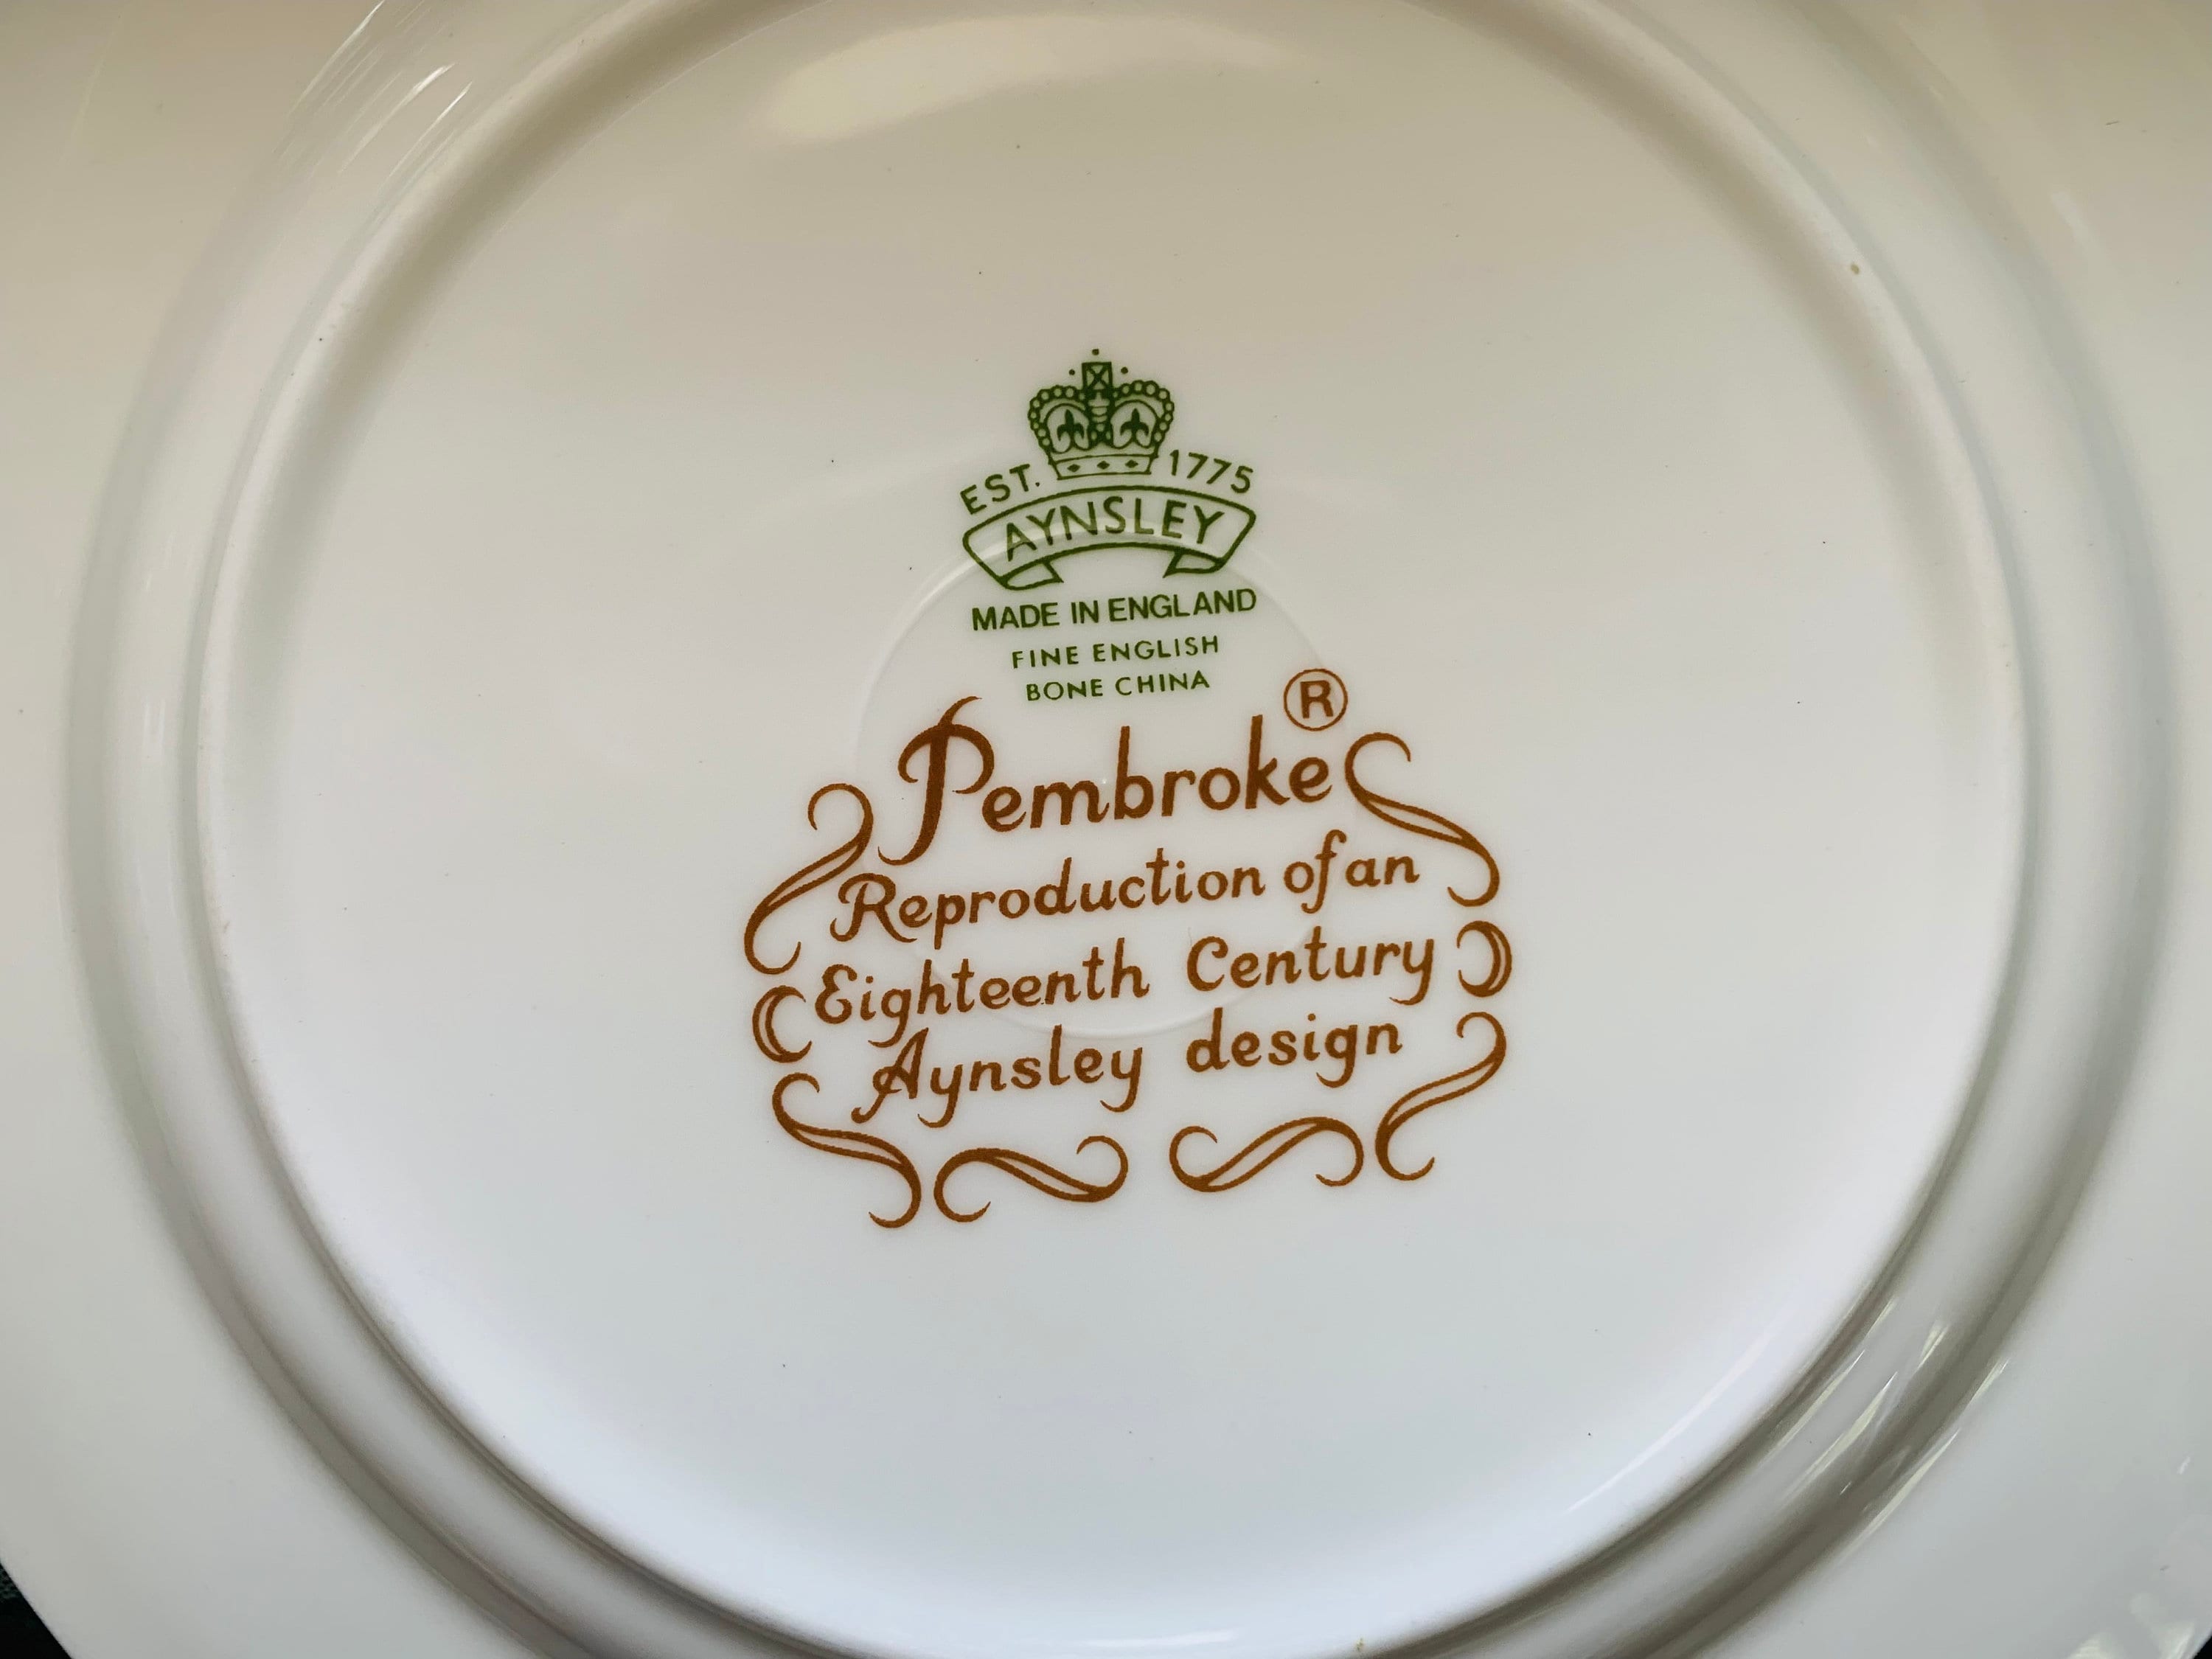 EST. 1775
AYNSLEY
MADE IN ENGLAND
FINE ENGLISH
BONE CHINA
Pembroke®
Reproduction of an
Eighteenth Century
Aynsley design